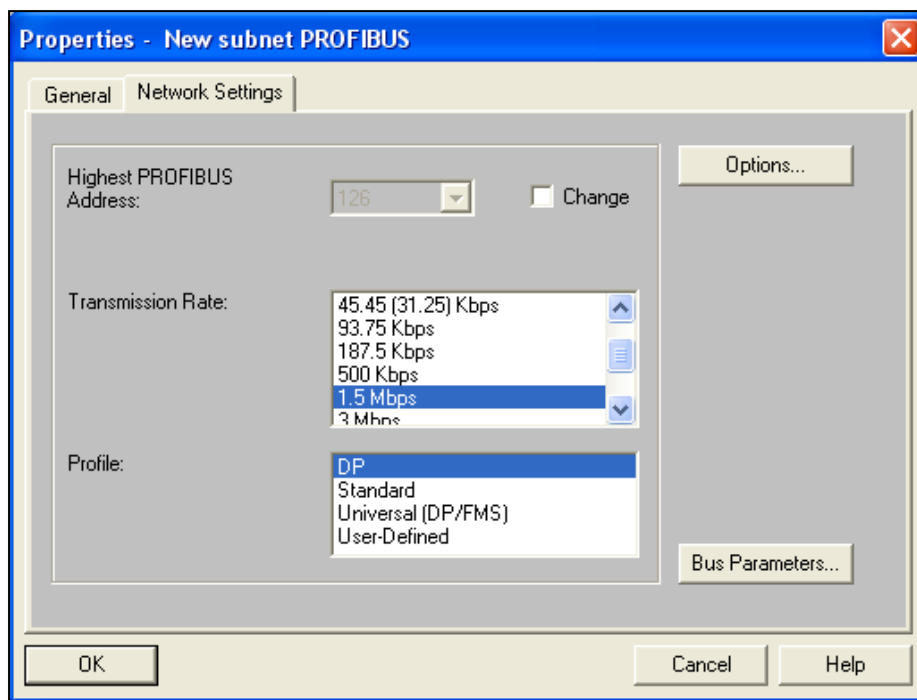 Properties - New subnet PROFIBUS
General
Network Settings
Highest PROFIBUS
Address:
126
Change
Options...
Transmission Rate:
45.45 (31.25) Kbps
93.75 Kbps
187.5 Kbps
500 Kbps
1.5 Mbps
3 Mbps
Profile:
DP
Standard
Universal (DP/FMS)
User-Defined
Bus Parameters...
OK
Cancel
Help